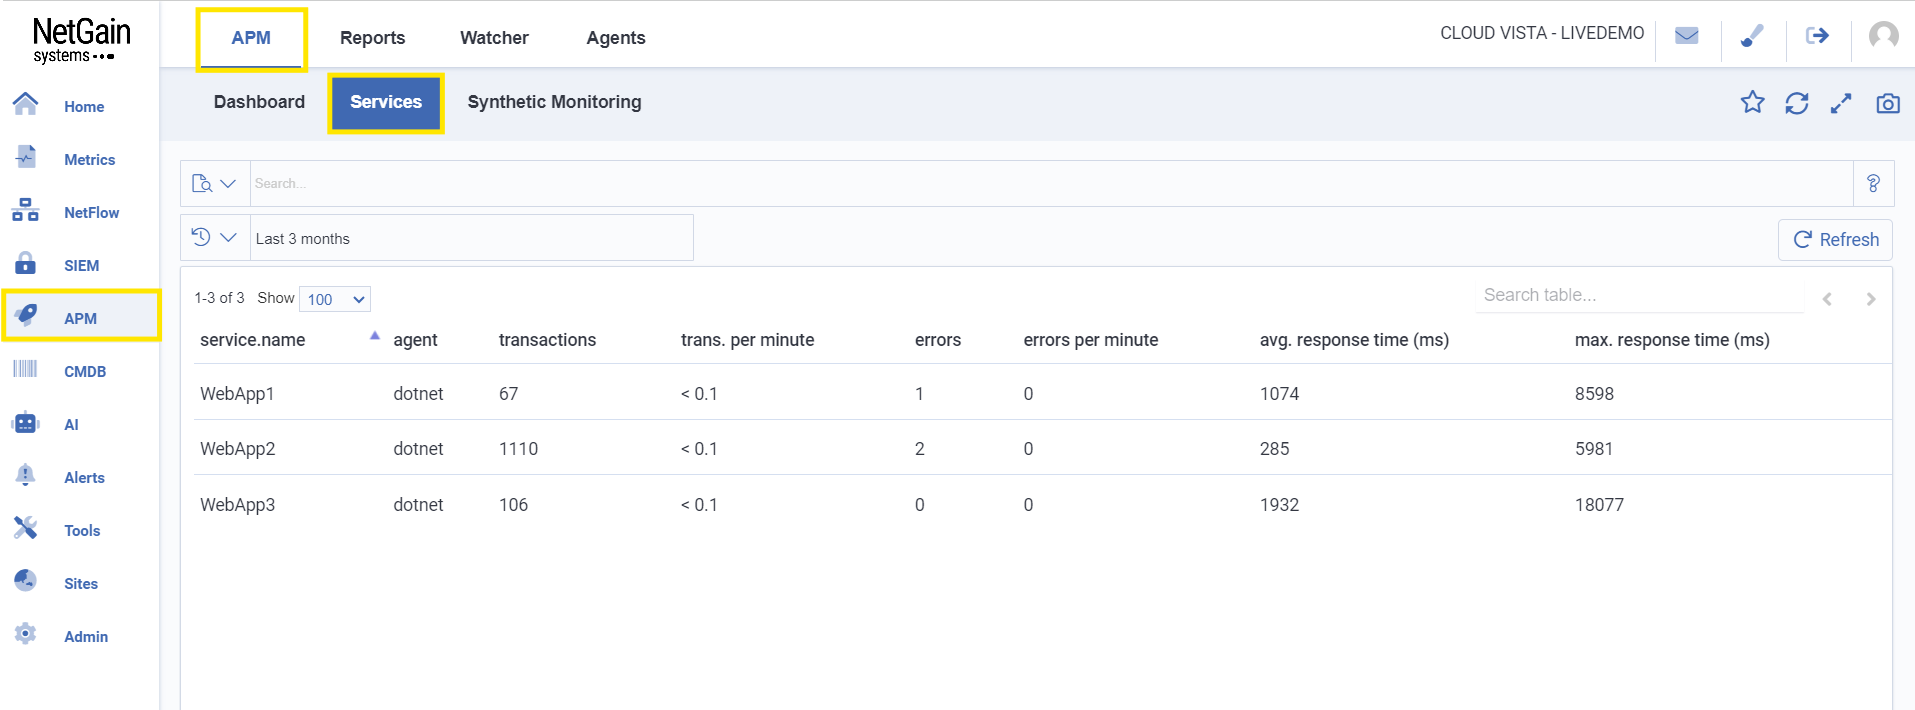 NetGain
systems
APM Reports Watcher Agents CLOUD VISTA - LIVEDEMO
Dashboard Services Synthetic Monitoring
Home
Metrics
NetFlow
SIEM
APM
CMDB
AI
Alerts
Tools
Sites
Admin
Search...
?
Last 3 months
Refresh
1-3 of 3 Show 100 Search table...
service.name agent transactions trans. per minute errors errors per minute avg. response time (ms) max. response time (ms)
WebApp1 dotnet 67 < 0.1 1 0 1074 8598
WebApp2 dotnet 1110 < 0.1 2 0 285 5981
WebApp3 dotnet 106 < 0.1 0 0 1932 18077